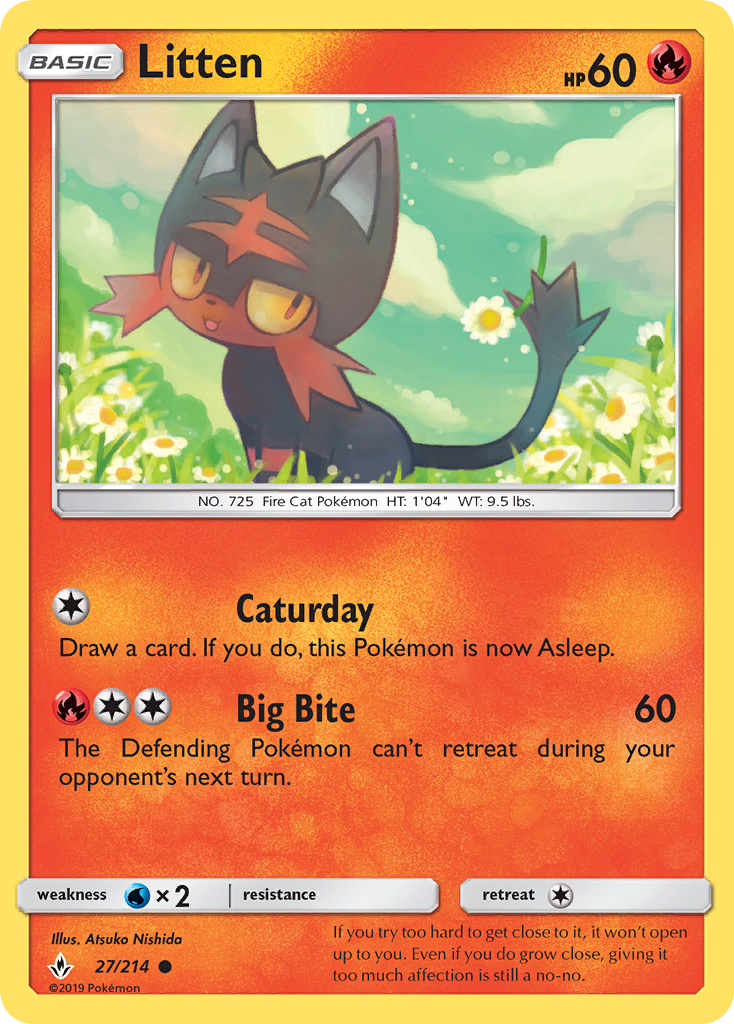 BASIC Litten HP 60
NO. 725 Fire Cat Pokémon HT: 1'04" WT: 9.5 lbs.
Caturday
Draw a card. If you do, this Pokémon is now Asleep.
Big Bite 60
The Defending Pokémon can't retreat during your
opponent's next turn.
weakness ×2 resistance retreat
Illus. Atsuko Nishida
27/214
©2019 Pokémon
If you try too hard to get close to it, it won't open
up to you. Even if you do grow close, giving it
too much affection is still a no-no.